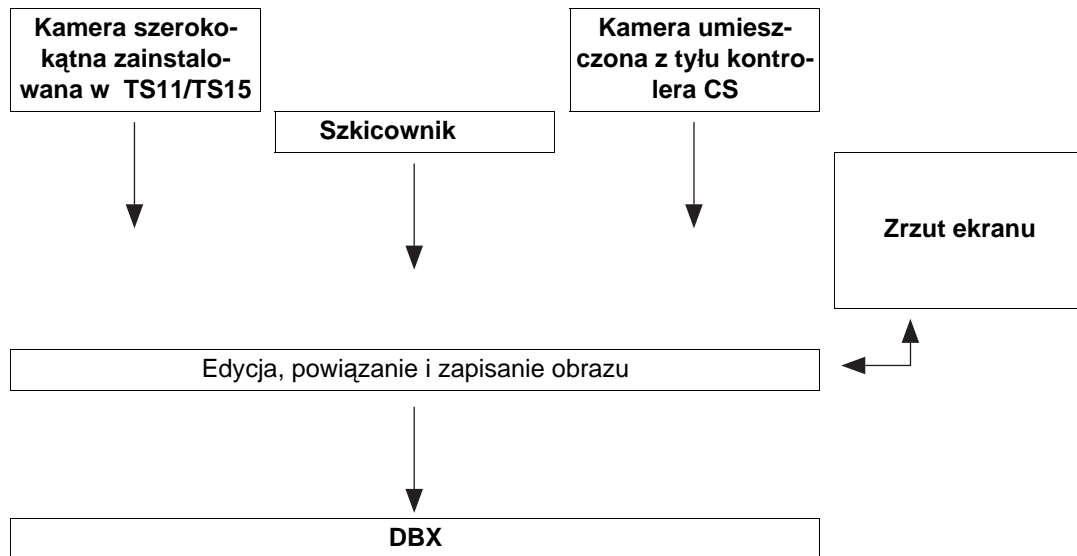 Kamera szeroko-
kątna zainstalo-
wana w TS11/TS15
Kamera umiesz-
czona z tyłu kontro-
lera CS
Szkicownik
Zrzut ekranu
Edycja, powiązanie i zapisanie obrazu
DBX